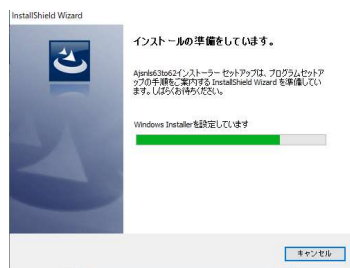 InstallShield Wizard
インストールの準備をしています。
Ajsnls63to62インストーラー セットアップは、プログラムセットア
ップの手順をご案内する InstallShield Wizard を準備してい
ます。しばらくお待ちください。
Windows Installerを設定しています
キャンセル